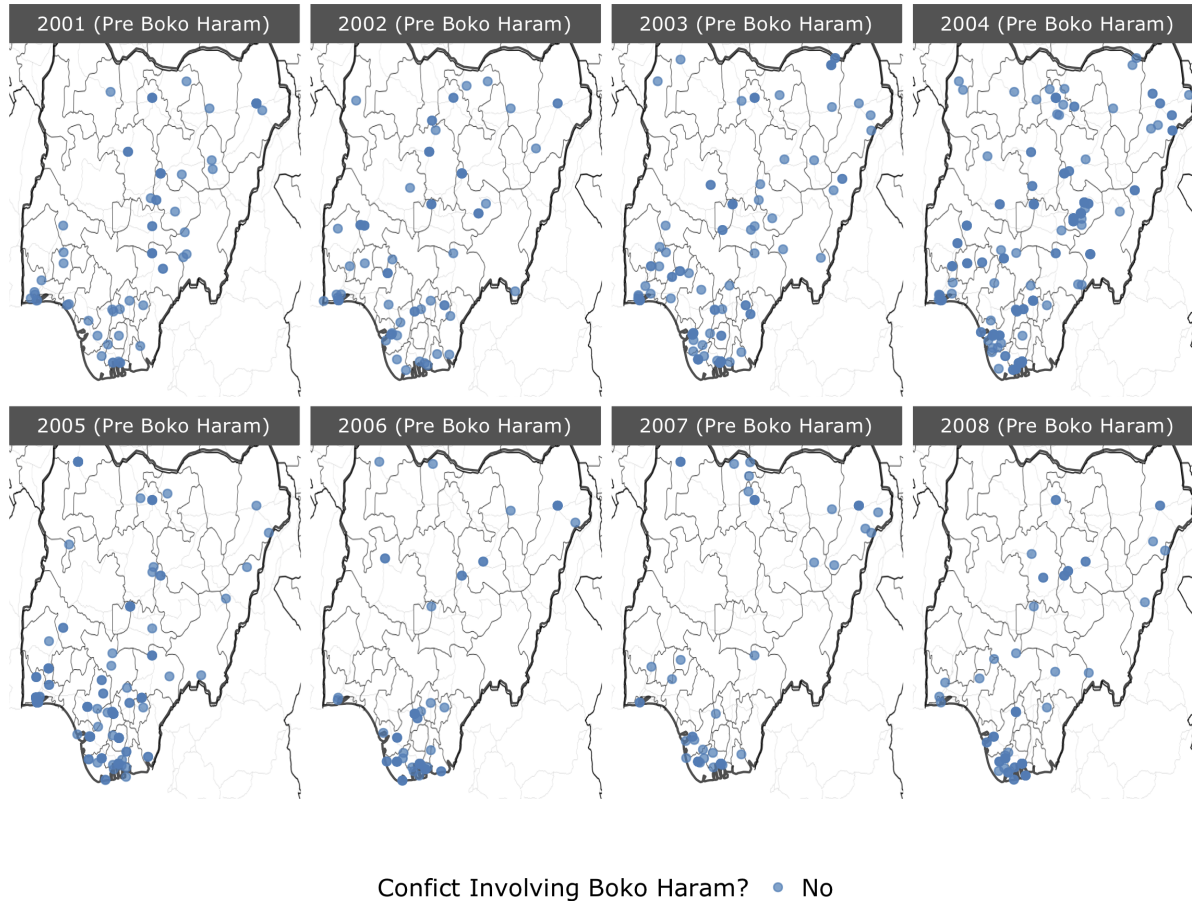 2001 (Pre Boko Haram)
2002 (Pre Boko Haram)
2003 (Pre Boko Haram)
2004 (Pre Boko Haram)
2005 (Pre Boko Haram)
2006 (Pre Boko Haram)
2007 (Pre Boko Haram)
2008 (Pre Boko Haram)
Confict Involving Boko Haram? No